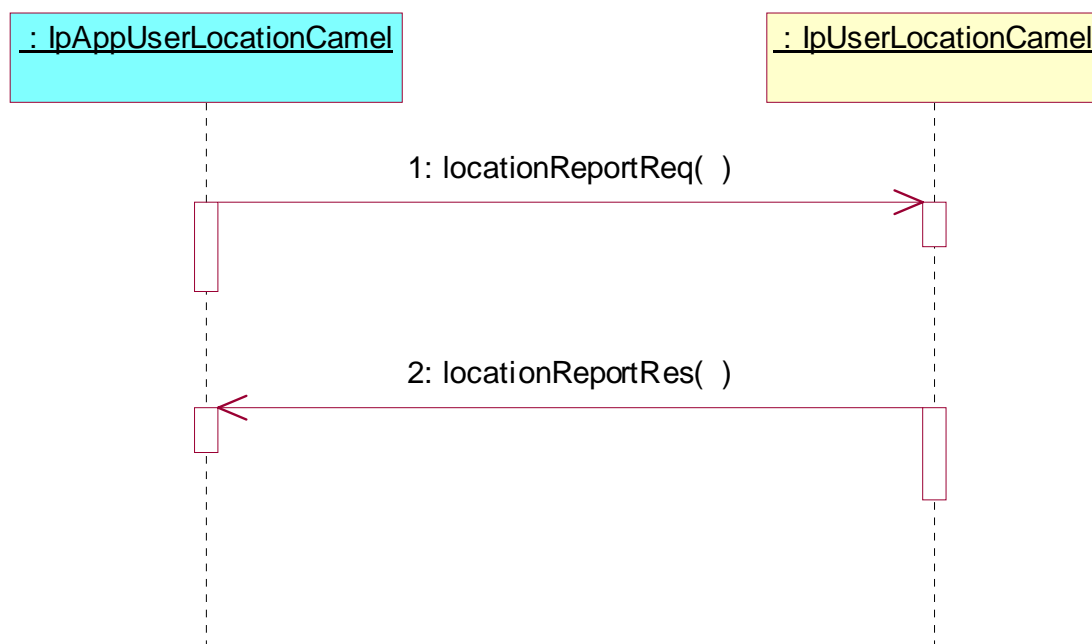 : IpAppUserLocationCamel
: IpUserLocationCamel
1: locationReportReq( )
2: locationReportRes( )